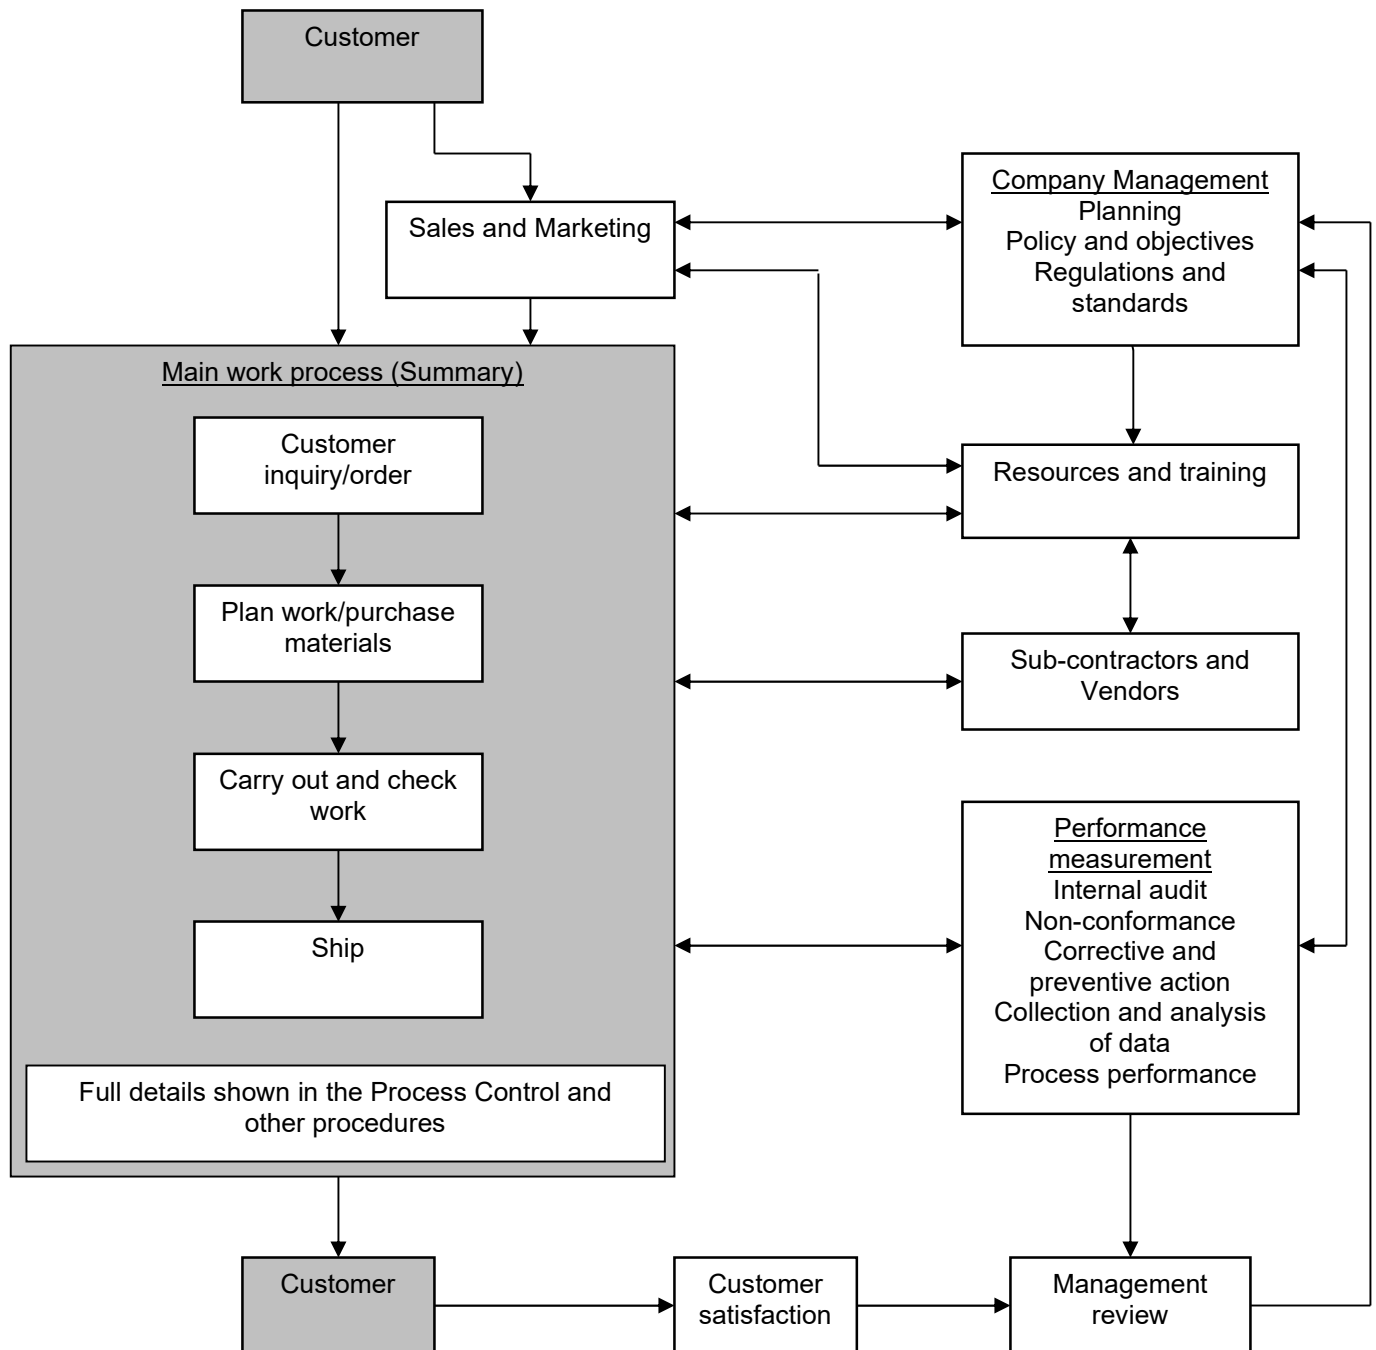 Customer
Sales and Marketing
Company Management
Planning
Policy and objectives
Regulations and
standards
Main work process (Summary)
Customer
inquiry/order
Resources and training
Plan work/purchase
materials
Sub-contractors and
Vendors
Carry out and check
work
Performance
measurement
Internal audit
Non-conformance
Corrective and
preventive action
Collection and analysis
of data
Process performance
Ship
Full details shown in the Process Control and
other procedures
Customer
Customer
satisfaction
Management
review